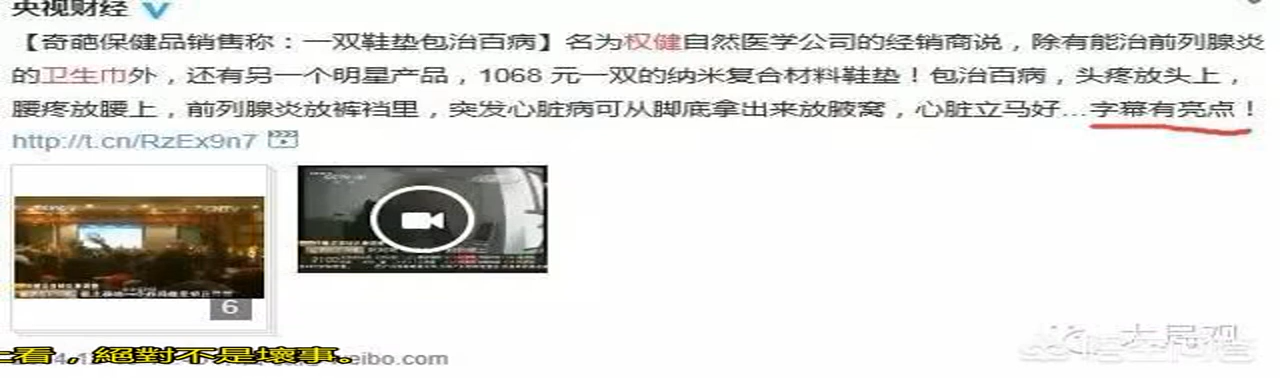 央视财经
【奇葩保健品销售称：一双鞋垫包治百病】名为权健自然医学公司的经销商说，除有能治前列腺炎
的卫生巾外，还有另一个明星产品，1068 元一双的纳米复合材料鞋垫！包治百病，头疼放头上，
腰疼放腰上，前列腺炎放裤裆里，突发心脏病可从脚底拿出来放腋窝，心脏立马好...字幕有亮点！
http://t.cn/RzEx9n7
6
上看，絕對不是壞事。
eibo.com